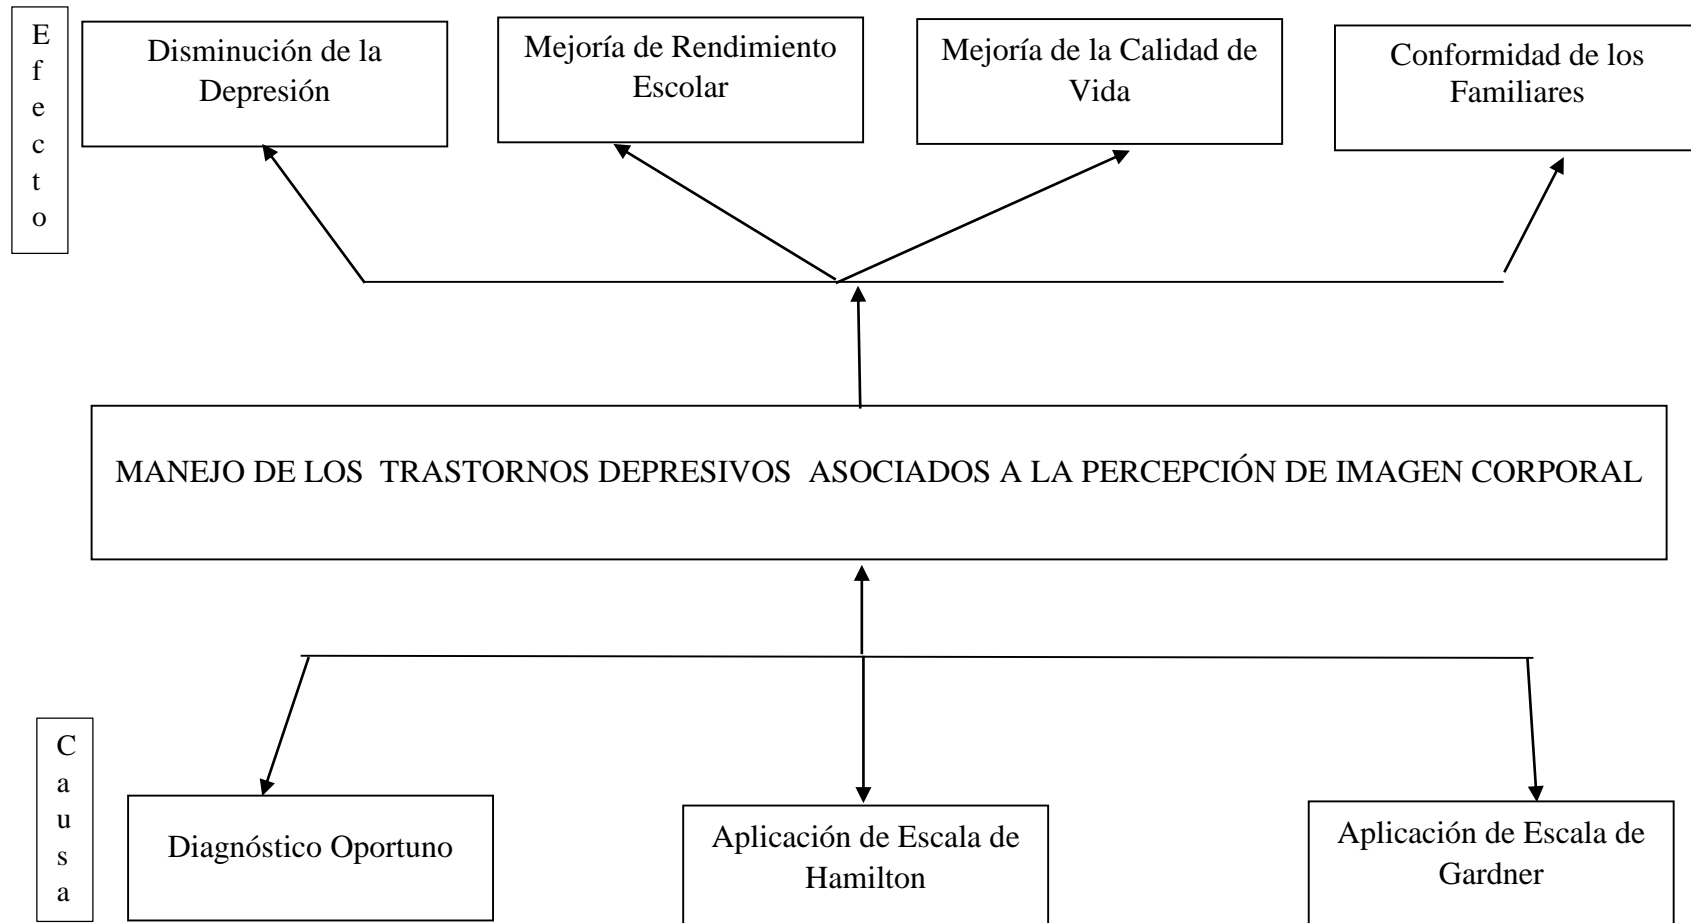 Efecto
Disminución de la
Depresión
Mejoría de Rendimiento
Escolar
Mejoría de la Calidad de
Vida
Conformidad de los
Familiares
MANEJO DE LOS TRASTORNOS DEPRESIVOS ASOCIADOS A LA PERCEPCIÓN DE IMAGEN CORPORAL
Causa
Diagnóstico Oportuno
Aplicación de Escala de
Hamilton
Aplicación de Escala de
Gardner